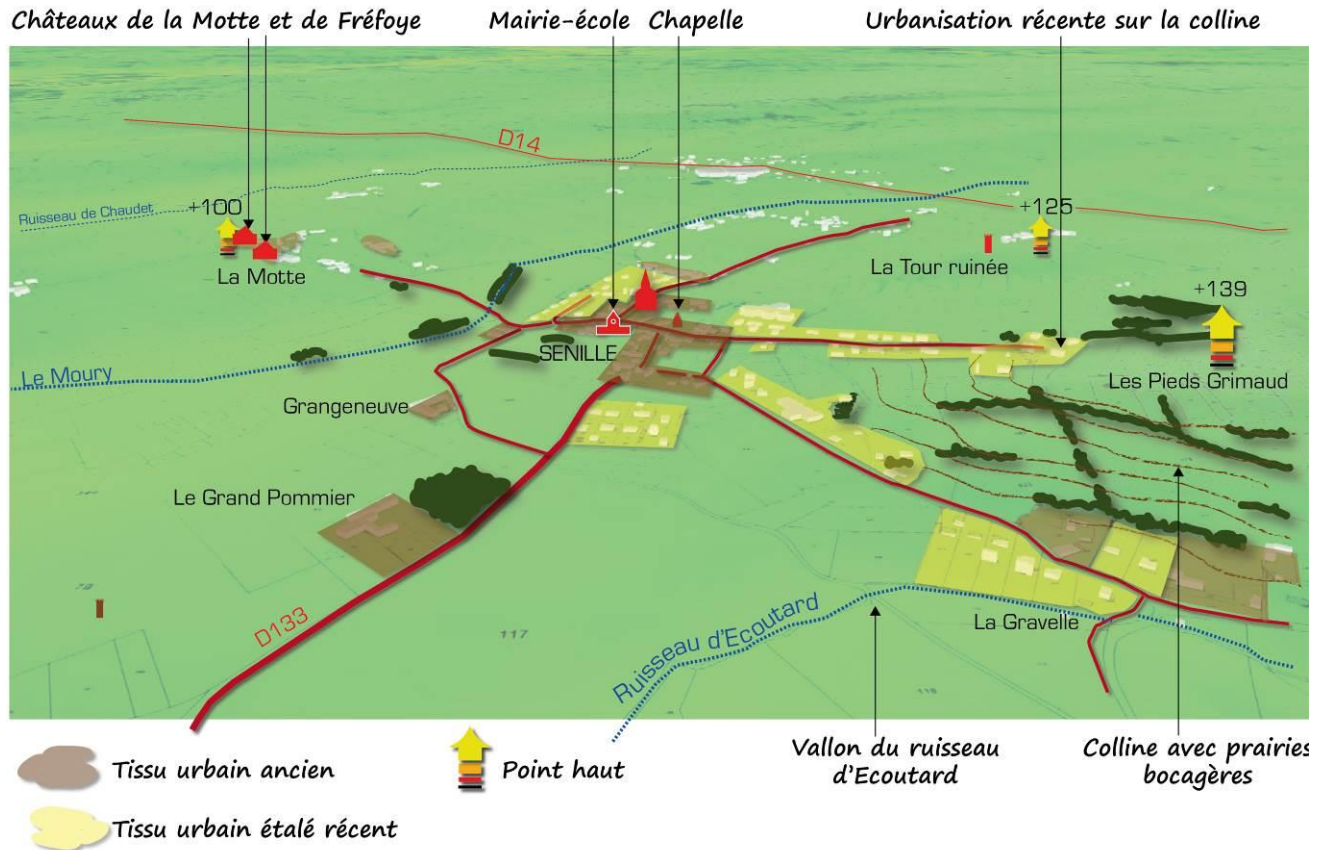 Châteaux de la Motte et de Fréfoye
Mairie-école
Chapelle
Urbanisation récente sur la colline
D14
Ruisseau de Chaudet
+100
+125
La Motte
La Tour ruinée
+139
SENILLE
Le Moury
Les Pieds Grimaud
Grangeneuve
Le Grand Pommier
D133
117
Ruisseau d'Ecoutard
La Gravelle
Vallon du ruisseau
d'Ecoutard
Colline avec prairies
bocagères
Tissu urbain ancien
Point haut
Tissu urbain étalé récent